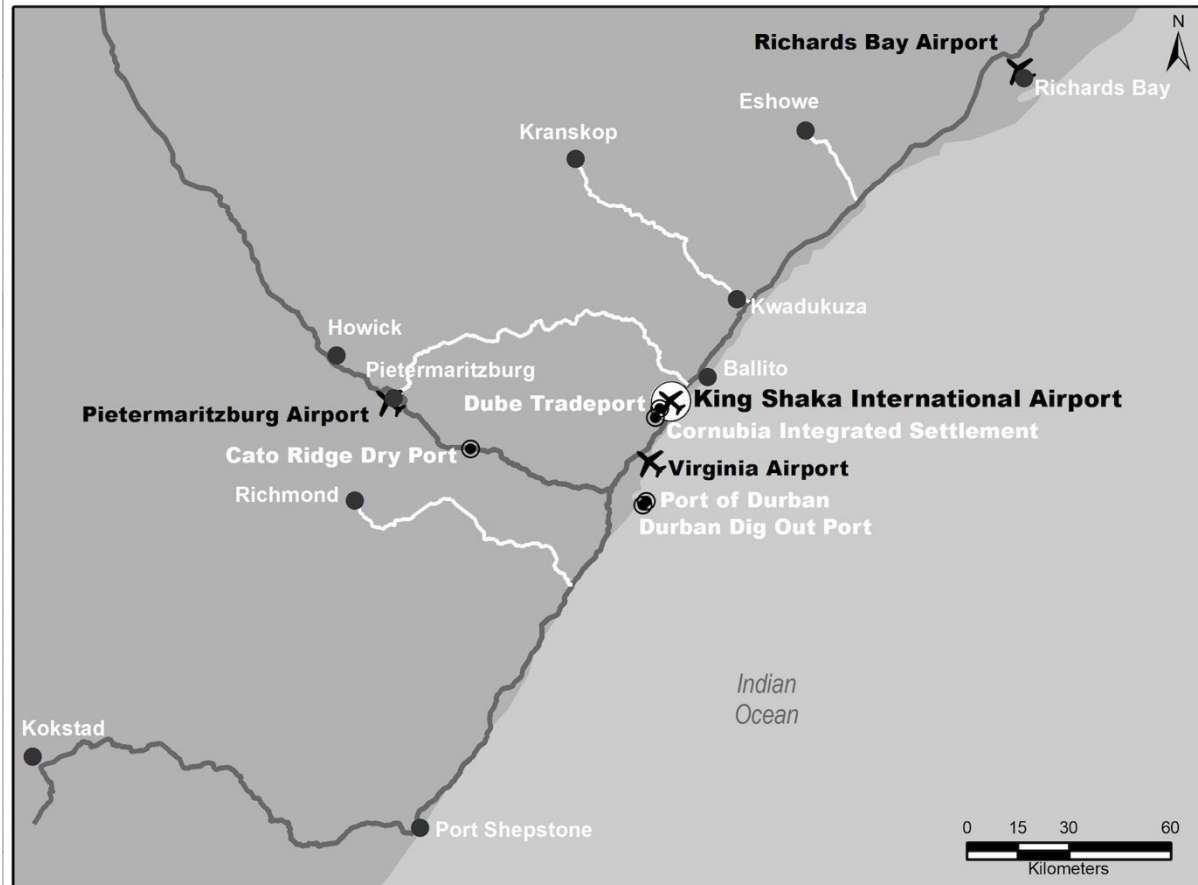 N
Richards Bay Airport
Richards Bay
Eshowe
Kranskop
Kwadukuza
Howick
Pietermaritzburg
Ballito
Pietermaritzburg Airport
Dube Tradeport
King Shaka International Airport
Cornubia Integrated Settlement
Cato Ridge Dry Port
Virginia Airport
Richmond
Port of Durban
Durban Dig Out Port
Indian
Ocean
Kokstad
Port Shepstone
0 15 30 60
Kilometers